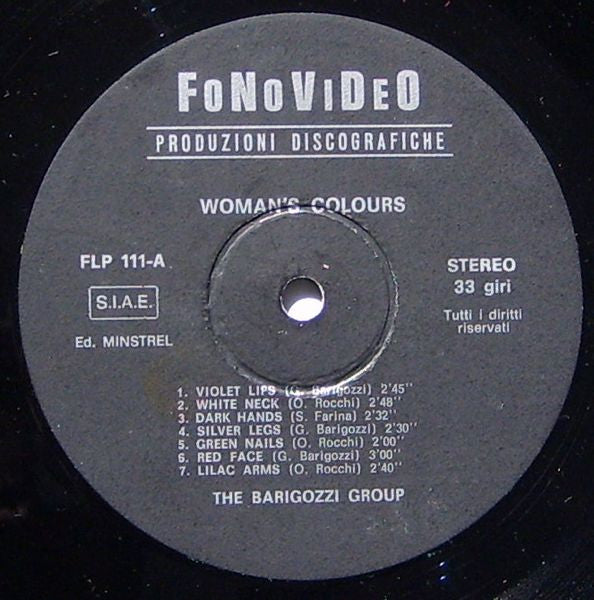 FoNoViDeO
PRODUZIONI DISCOGRAFICHE
WOMAN'S COLOURS
FLP 111-A
S.I.A.E.
Ed. MINSTREL
STEREO
33 giri
Tutti i diritti
riservati
1. VIOLET LIPS (G. Barigozzi) 2'45''
2. WHITE NECK (O. Rocchi) 2'48''
3. DARK HANDS (S. Farina) 2'32''
4. SILVER LEGS (G. Barigozzi) 2'30''
5. GREEN NAILS (O. Rocchi) 2'00''
6. RED FACE (G. Barigozzi) 3'00''
7. LILAC ARMS (O. Rocchi) 2'40''
THE BARIGOZZI GROUP